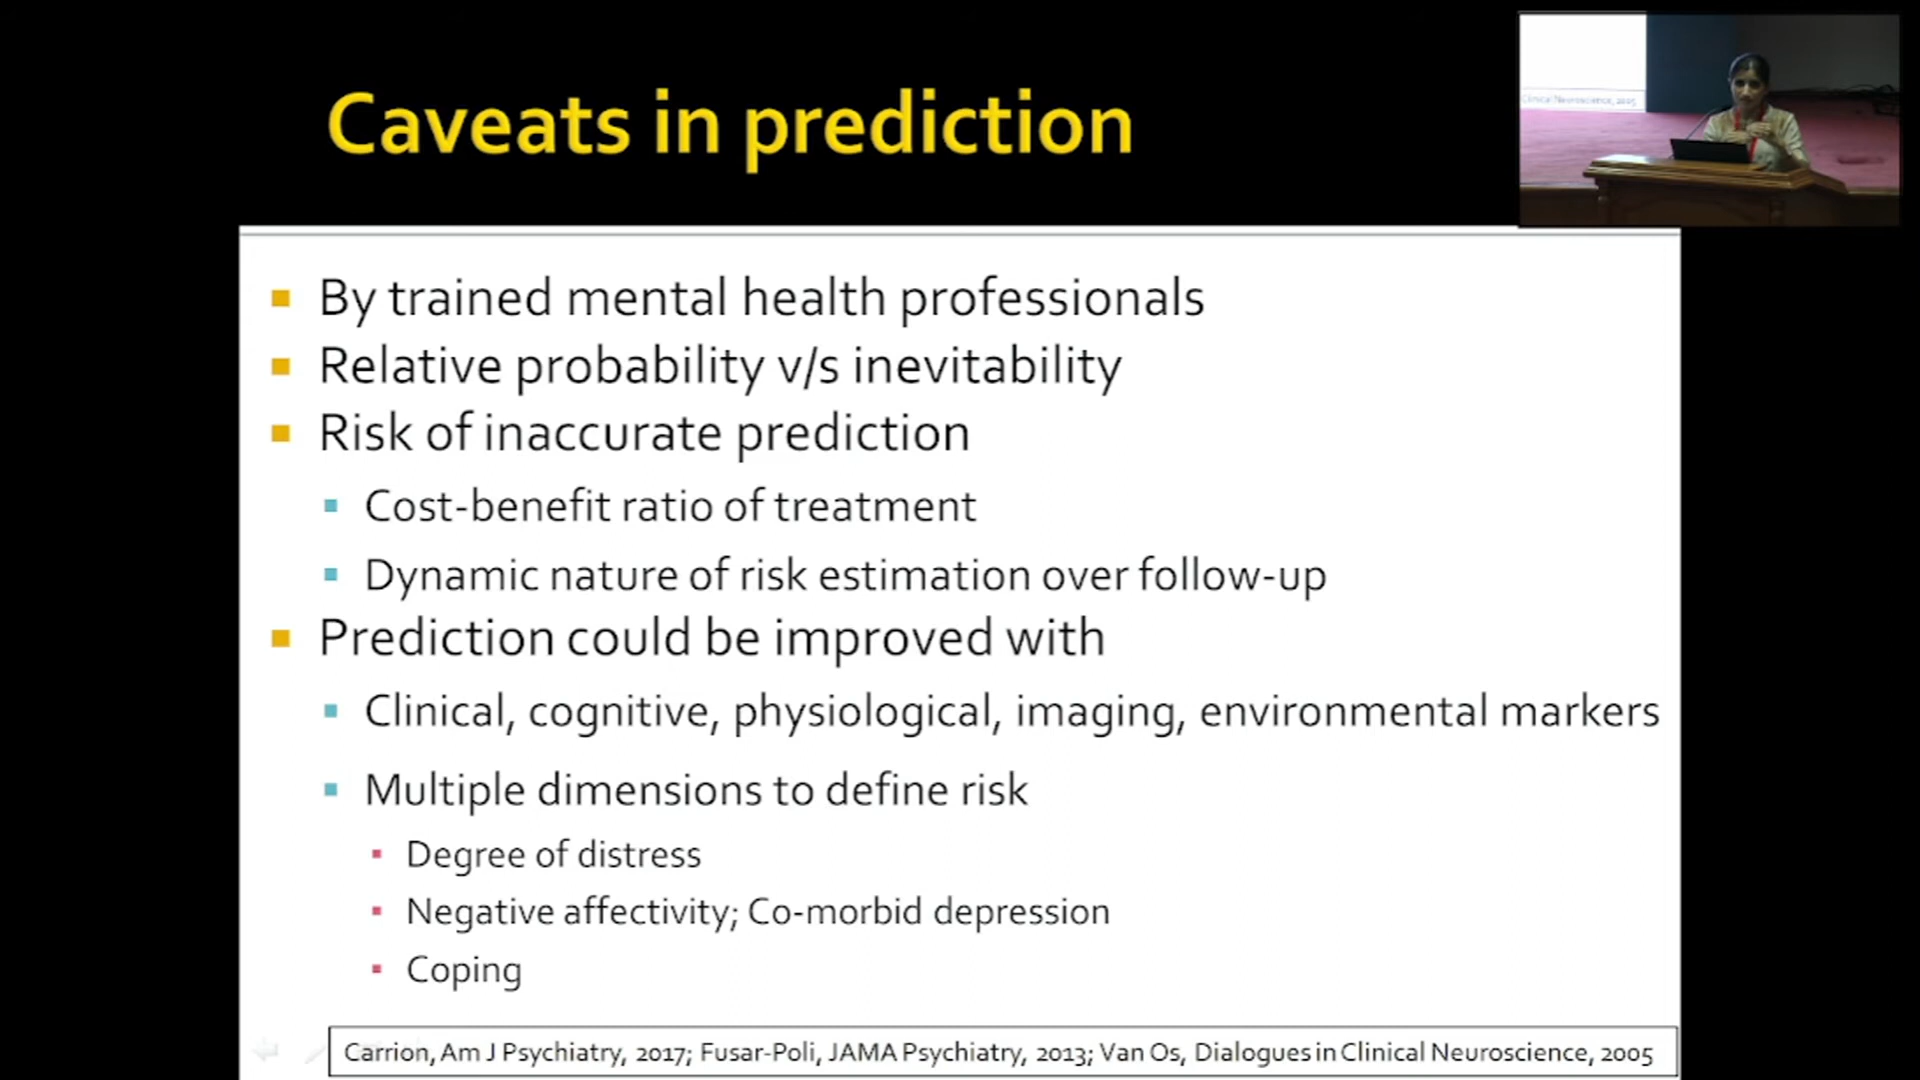 Caveats in prediction
Clinical Neuroscience, 2005
By trained mental health professionals
Relative probability v/s inevitability
Risk of inaccurate prediction
Cost-benefit ratio of treatment
Dynamic nature of risk estimation over follow-up
Prediction could be improved with
Clinical, cognitive, physiological, imaging, environmental markers
Multiple dimensions to define risk
Degree of distress
Negative affectivity; Co-morbid depression
Coping
Carrion, Am J Psychiatry, 2017; Fusar-Poli, JAMA Psychiatry, 2013; Van Os, Dialogues in Clinical Neuroscience, 2005